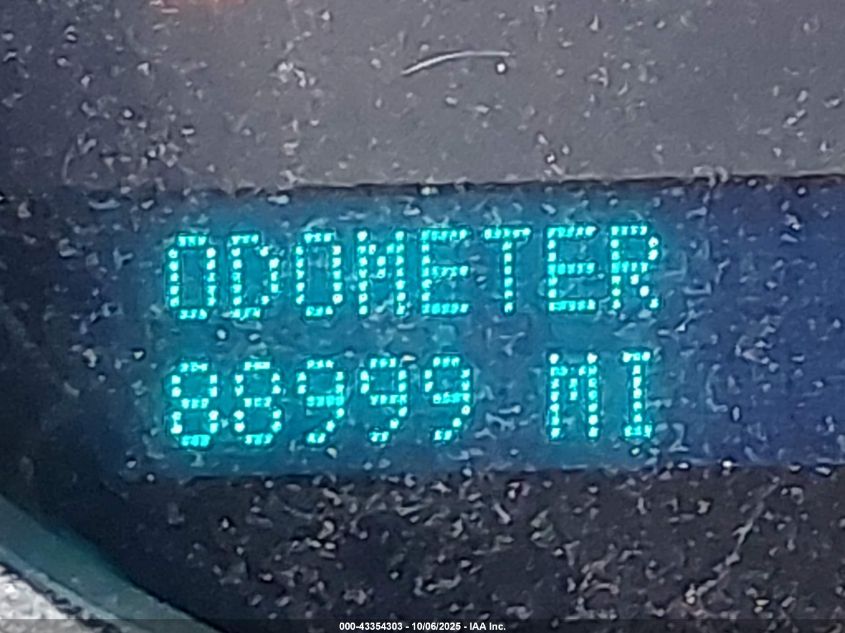 ODOMETER
88999 MI
000-43354303 - 10/06/2025 - IAA Inc.